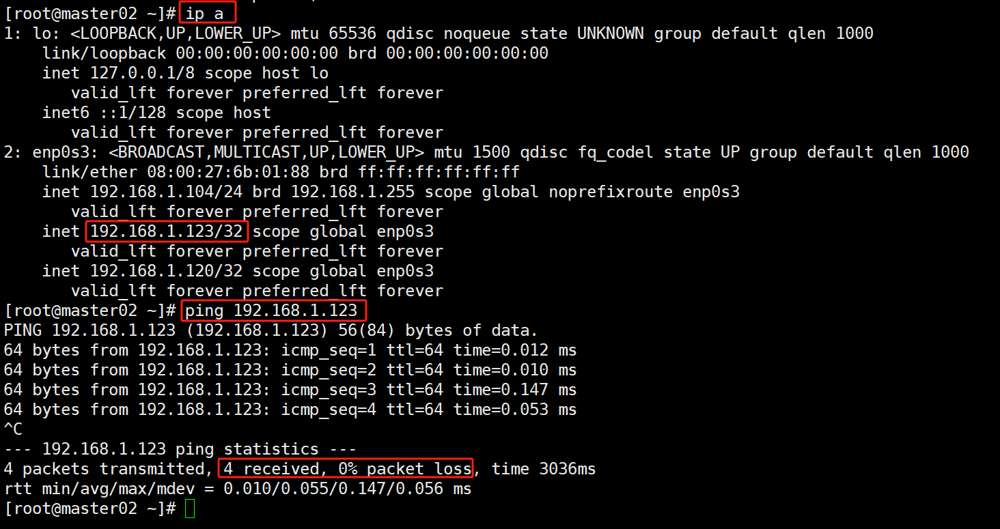 [root@master02 ~]# ip a
1: lo: <LOOPBACK,UP,LOWER_UP> mtu 65536 qdisc noqueue state UNKNOWN group default qlen 1000
    link/loopback 00:00:00:00:00:00 brd 00:00:00:00:00:00
    inet 127.0.0.1/8 scope host lo
       valid_lft forever preferred_lft forever
    inet6 ::1/128 scope host
       valid_lft forever preferred_lft forever
2: enp0s3: <BROADCAST,MULTICAST,UP,LOWER_UP> mtu 1500 qdisc fq_codel state UP group default qlen 1000
    link/ether 08:00:27:6b:01:88 brd ff:ff:ff:ff:ff:ff
    inet 192.168.1.104/24 brd 192.168.1.255 scope global noprefixroute enp0s3
       valid_lft forever preferred_lft forever
    inet 192.168.1.123/32 scope global enp0s3
       valid_lft forever preferred_lft forever
    inet 192.168.1.120/32 scope global enp0s3
       valid_lft forever preferred_lft forever
[root@master02 ~]# ping 192.168.1.123
PING 192.168.1.123 (192.168.1.123) 56(84) bytes of data.
64 bytes from 192.168.1.123: icmp_seq=1 ttl=64 time=0.012 ms
64 bytes from 192.168.1.123: icmp_seq=2 ttl=64 time=0.010 ms
64 bytes from 192.168.1.123: icmp_seq=3 ttl=64 time=0.147 ms
64 bytes from 192.168.1.123: icmp_seq=4 ttl=64 time=0.053 ms
^C
--- 192.168.1.123 ping statistics ---
4 packets transmitted, 4 received, 0% packet loss, time 3036ms
rtt min/avg/max/mdev = 0.010/0.055/0.147/0.056 ms
[root@master02 ~]#